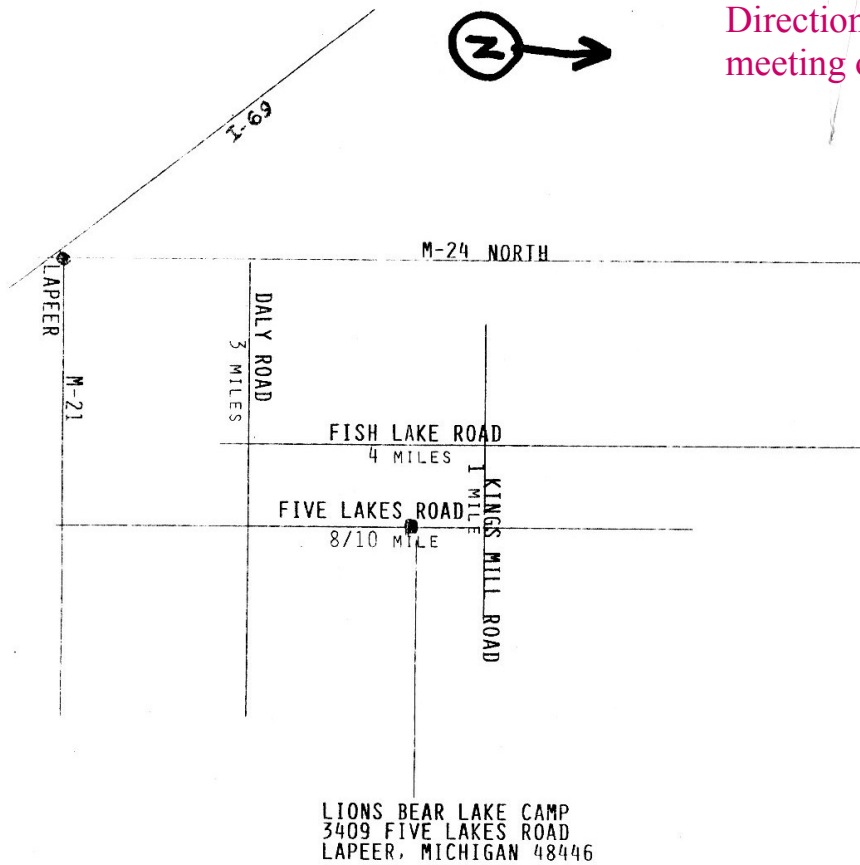 Direction
meeting
N
I-69
M-24 NORTH
LAPEER
M-21
DALY ROAD
3 MILES
FISH LAKE ROAD
4 MILES
KINGS MILL ROAD
1 MILE
FIVE LAKES ROAD
8/10 MILE
LIONS BEAR LAKE CAMP
3409 FIVE LAKES ROAD
LAPEER, MICHIGAN 48446